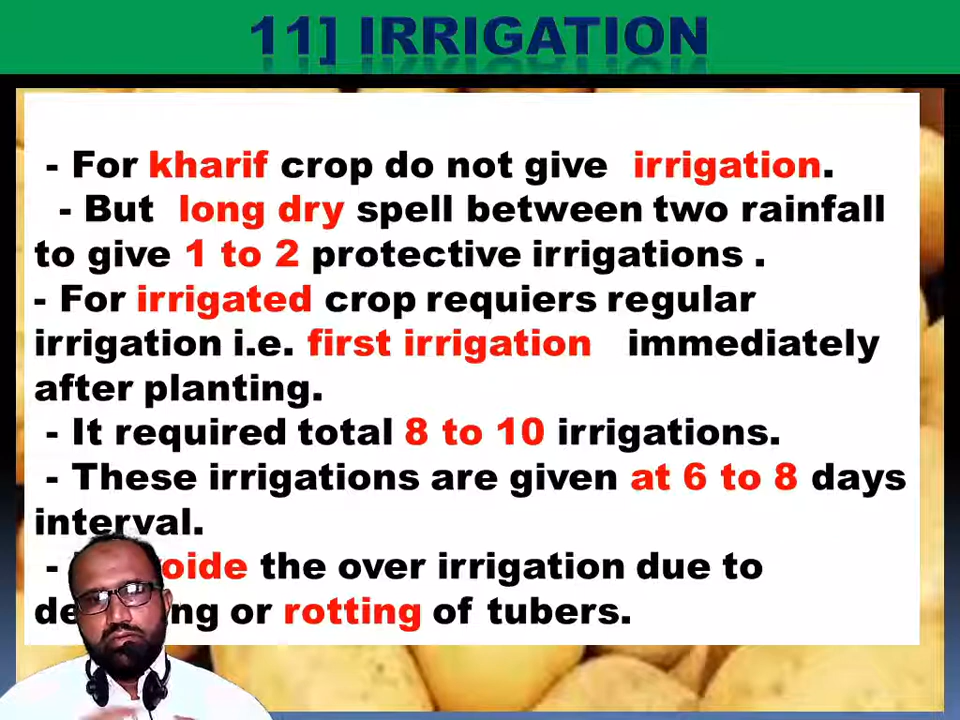 11] IRRIGATION
- For kharif crop do not give irrigation.
- But long dry spell between two rainfall
to give 1 to 2 protective irrigations .
- For irrigated crop requiers regular
irrigation i.e. first irrigation immediately
after planting.
- It required total 8 to 10 irrigations.
- These irrigations are given at 6 to 8 days
interval.
- the over irrigation due to
or rotting of tubers.